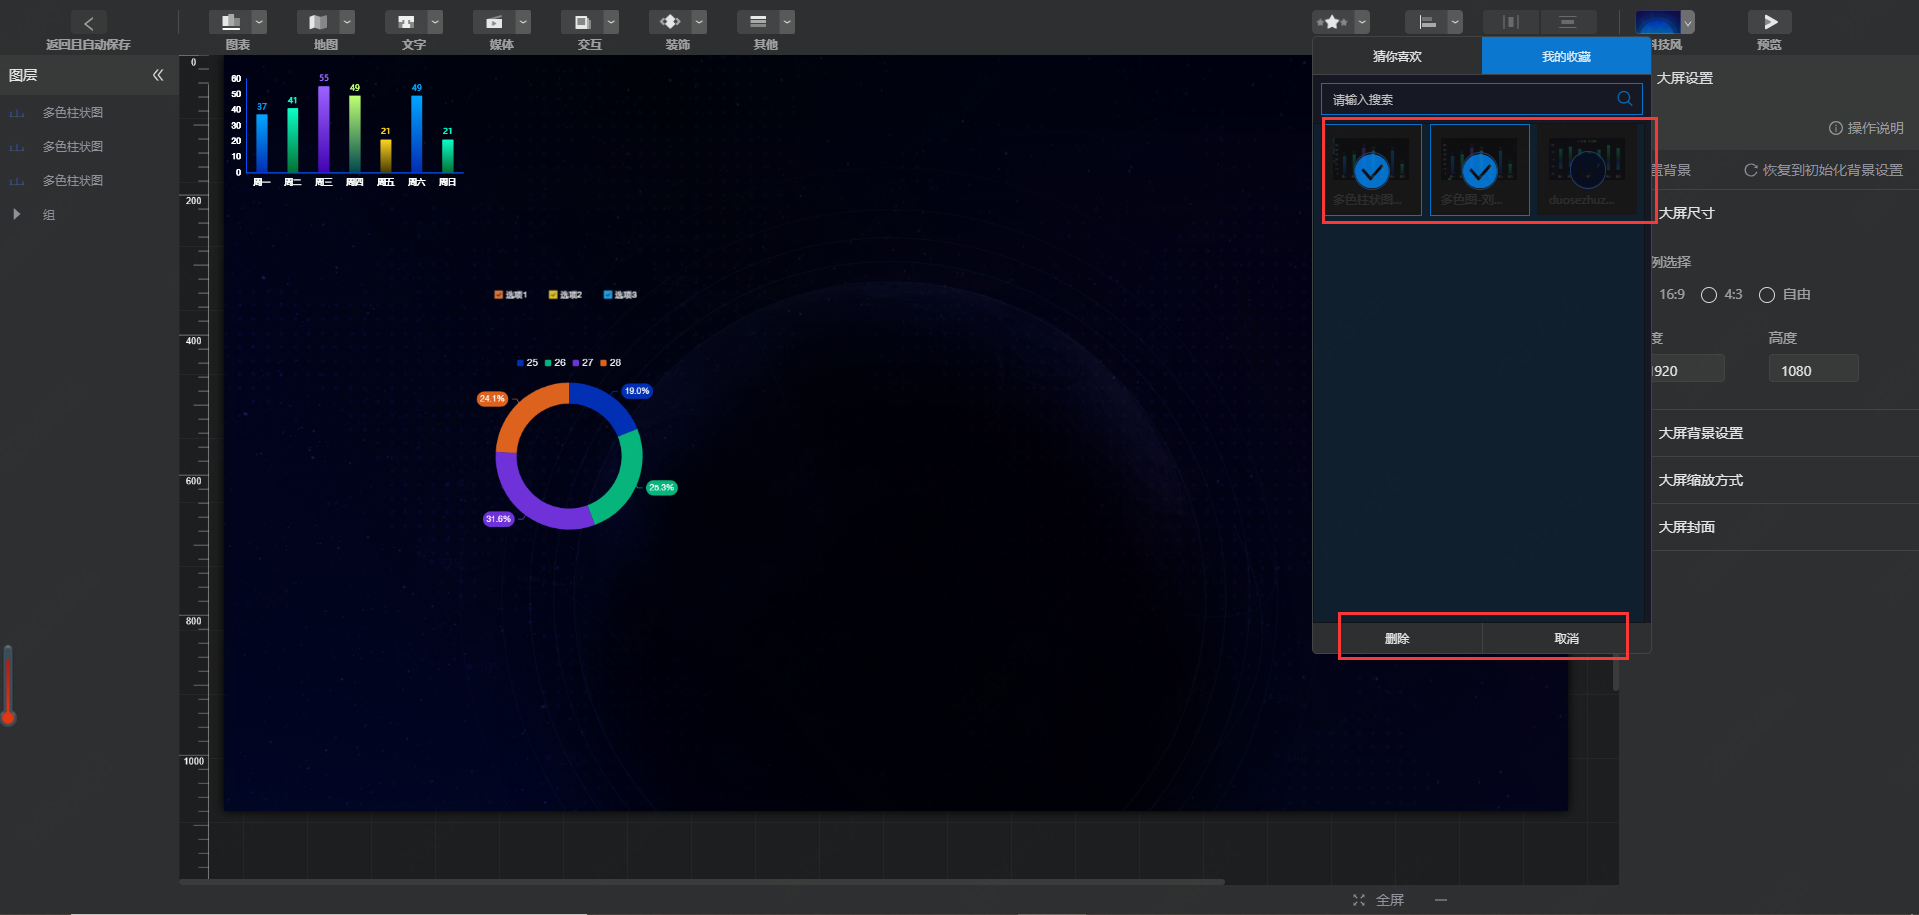 返回且自动保存
图表
地图
文字
媒体
交互
装饰
其他
科技风
预览
图层
多色柱状图
多色柱状图
多色柱状图
组
0
200
400
600
800
1000
60
50
40
30
20
10
0
37
41
55
49
21
49
21
周一
周二
周三
周四
周五
周六
周日
选项1
选项2
选项3
25
26
27
28
19.0%
24.1%
25.3%
31.6%
猜你喜欢
我的收藏
请输入搜索
多色柱状图...
多色图-刘...
duosezhuz...
删除
取消
大屏设置
操作说明
置背景
恢复到初始化背景设置
大屏尺寸
例选择
16:9
4:3
自由
度
高度
1920
1080
大屏背景设置
大屏缩放方式
大屏封面
全屏